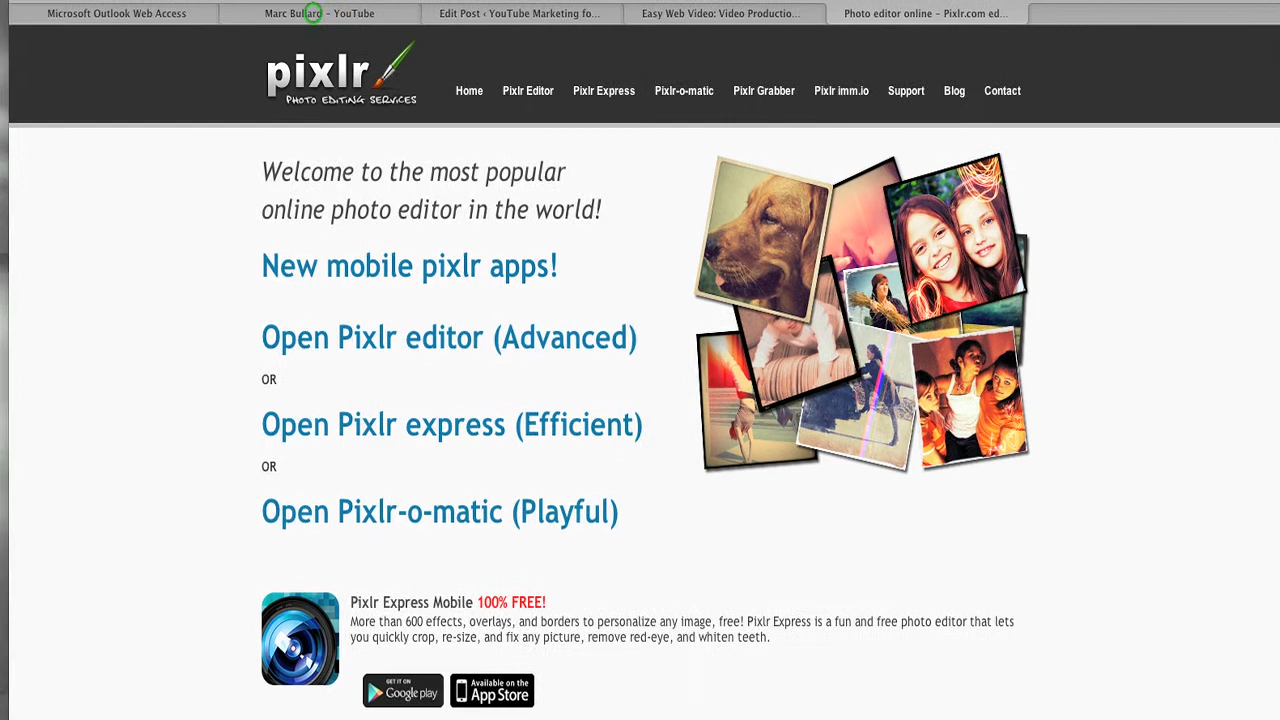 Microsoft Outlook Web Access
Marc Bullard – YouTube
Edit Post ‹ YouTube Marketing fo...
Easy Web Video: Video Productio...
Photo editor online – Pixlr.com ed...
pixlr
PHOTO EDITING SERVICES
Home
Pixlr Editor
Pixlr Express
Pixlr-o-matic
Pixlr Grabber
Pixlr imm.io
Support
Blog
Contact
Welcome to the most popular
online photo editor in the world!
New mobile pixlr apps!
Open Pixlr editor (Advanced)
OR
Open Pixlr express (Efficient)
OR
Open Pixlr-o-matic (Playful)
Pixlr Express Mobile 100% FREE!
More than 600 effects, overlays, and borders to personalize any image, free! Pixlr Express is a fun and free photo editor that lets
you quickly crop, re-size, and fix any picture, remove red-eye, and whiten teeth.
GET IT ON
Google play
Available on the
App Store